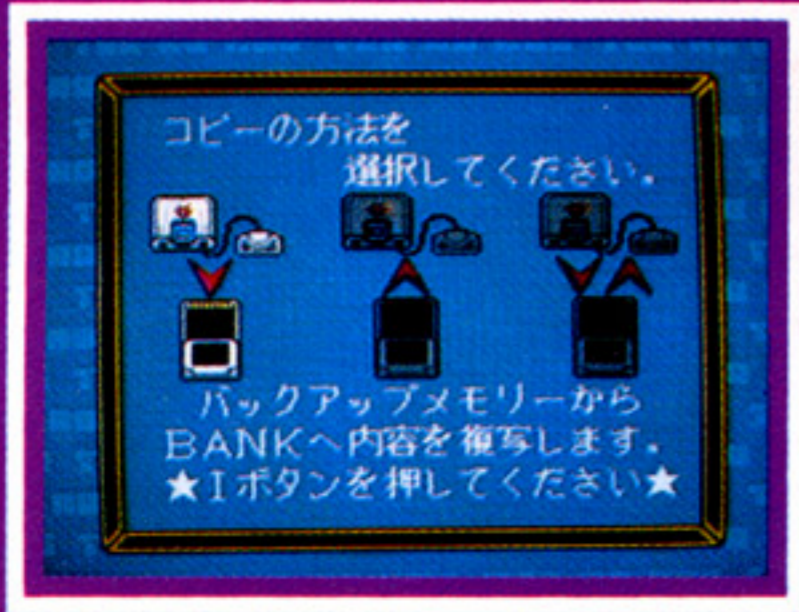 コピーの方法を
選択してください。
バックアップメモリーから
BANKへ内容を複写します。
★Iボタンを押してください★